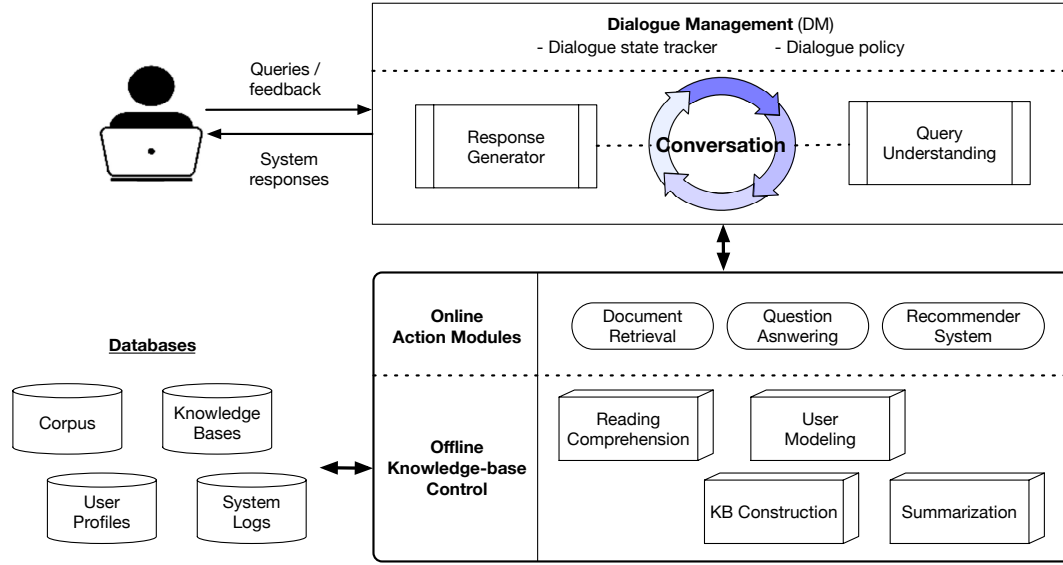 Dialogue Management (DM)
- Dialogue state tracker - Dialogue policy
Queries /
feedback
System
responses
Response
Generator
Conversation
Query
Understanding
Online
Action Modules
Document
Retrieval
Question
Asnwering
Recommender
System
Databases
Corpus
Knowledge
Bases
User
Profiles
System
Logs
Offline
Knowledge-base
Control
Reading
Comprehension
User
Modeling
KB Construction
Summarization